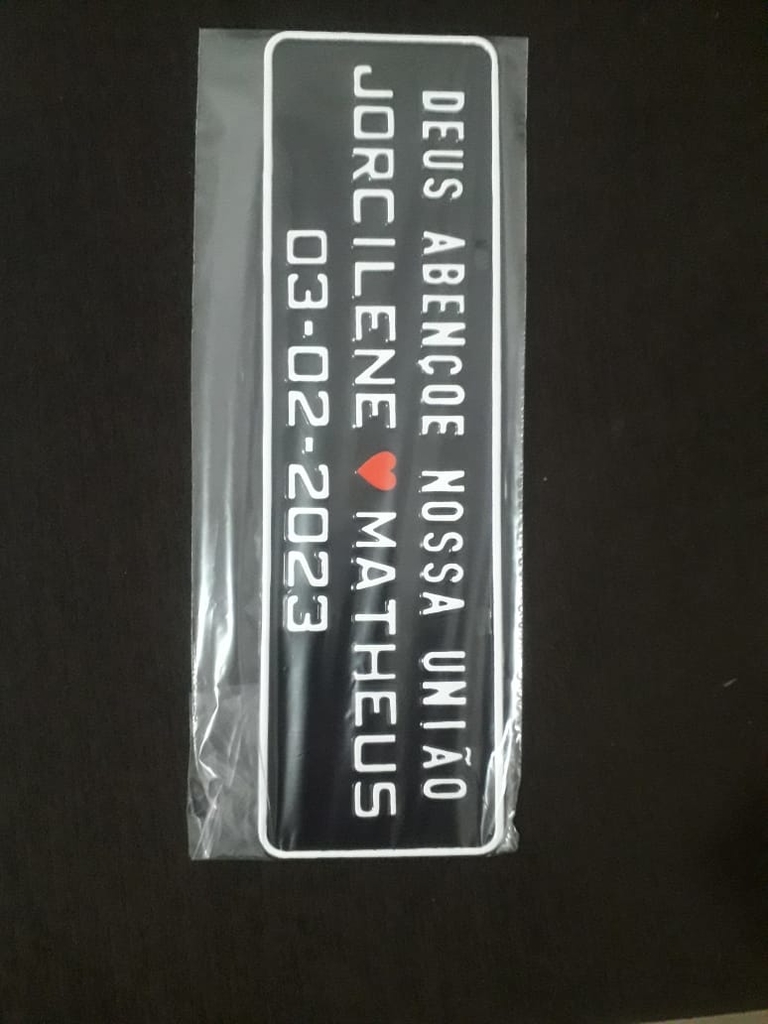 DEUS ABENÇOE NOSSA UNIÃO
JORCILENE ❤ MATHEUS
03-02-2023